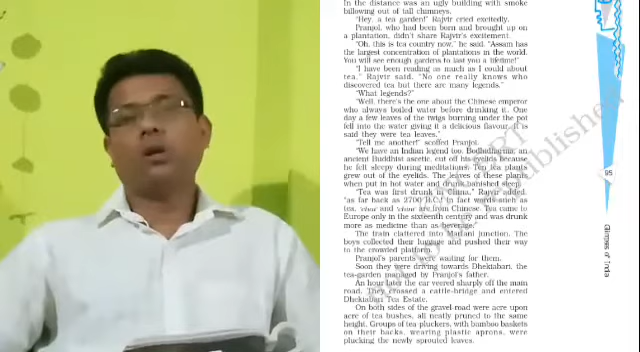 In the distance was an ugly building with smoke
billowing out of tall chimneys.
"Hey, a tea garden!" Rajvir cried excitedly.
Pranjol, who had been born and brought up on
a plantation, didn't share Rajvir's excitement.
"Oh, this is tea country now," he said. "Assam has
the largest concentration of plantations in the world.
You will see enough gardens to last you a lifetime!"
"I have been reading as much as I could about
tea," Rajvir said. "No one really knows who
discovered tea but there are many legends."
"What legends?"
"Well, there's the one about the Chinese emperor
who always boiled water before drinking it. One
day a few leaves of the twigs burning under the pot
fell into the water giving it a delicious flavour. It is
said they were tea leaves."
"Tell me another!" scoffed Pranjol.
"We have an Indian legend too. Bodhidharma, an
ancient Buddhist ascetic, cut off his eyelids because
he felt sleepy during meditations. Ten tea plants
grew out of the eyelids. The leaves of these plants
when put in hot water and drunk banished sleep.
"Tea was first drunk in China," Rajvir added,
"as far back as 2700 B.C.! In fact words such as
tea, 'chai' and 'chini' are from Chinese. Tea came to
Europe only in the sixteenth century and was drunk
more as medicine than as beverage."
The train clattered into Mariani junction. The
boys collected their luggage and pushed their way
to the crowded platform.
Pranjol's parents were waiting for them.
Soon they were driving towards Dhekiabari, the
tea-garden managed by Pranjol's father.
An hour later the car veered sharply off the main
road. They crossed a cattle-bridge and entered
Dhekiabari Tea Estate.
On both sides of the gravel-road were acre upon
acre of tea bushes, all neatly pruned to the same
height. Groups of tea-pluckers, with bamboo baskets
on their backs, wearing plastic aprons, were
plucking the newly sprouted leaves.
95
Glimpses of India